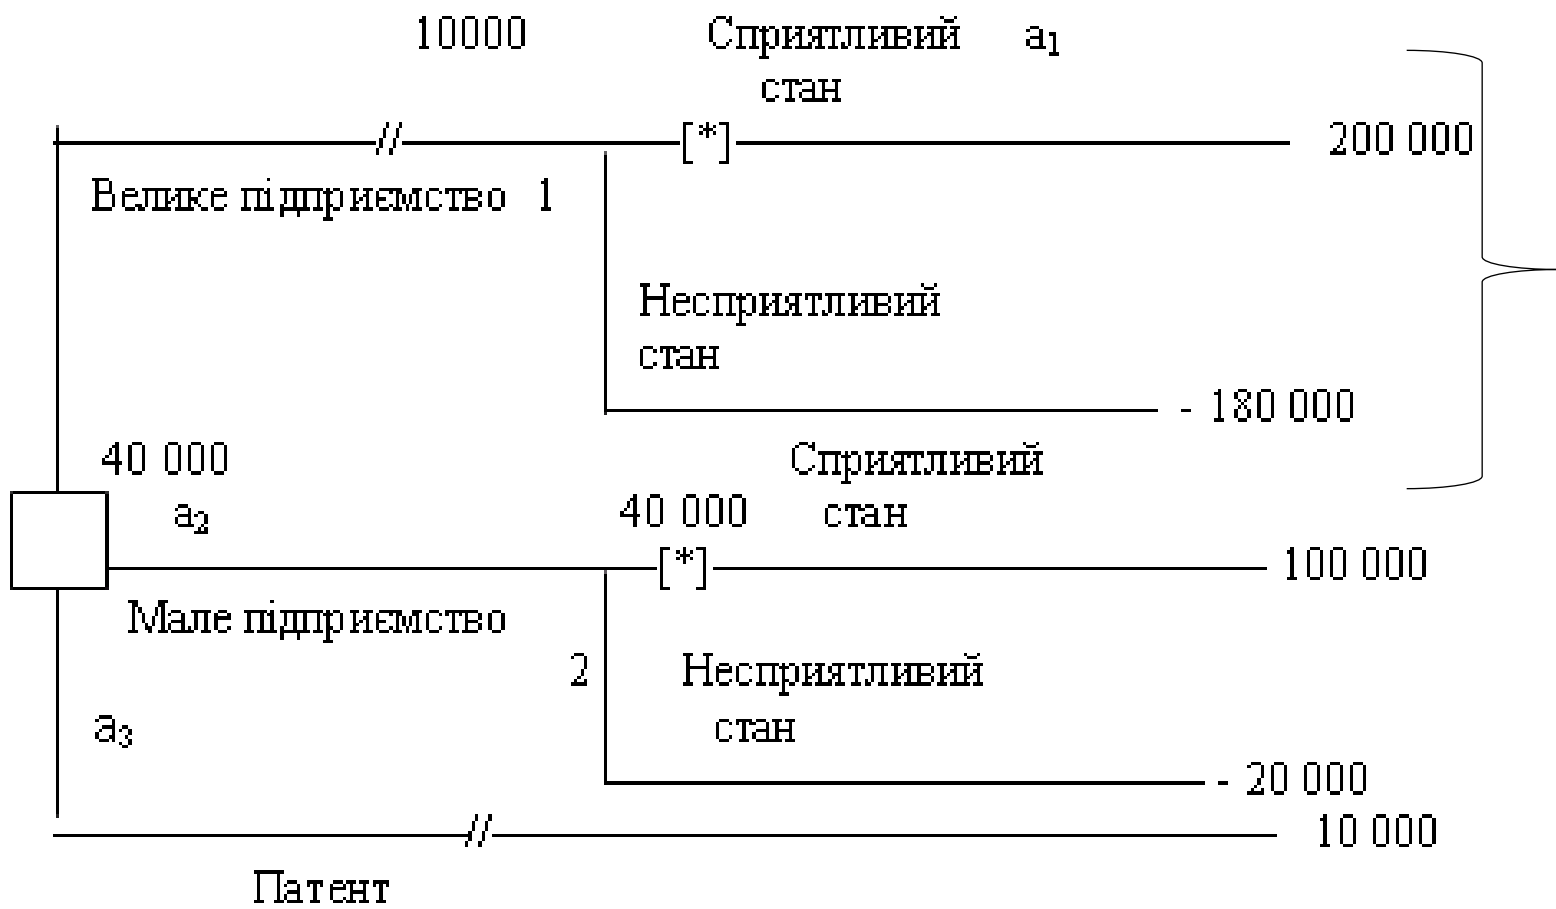 10000 Сприятливий a1
стан
// [*] 200 000
Велике підприємство 1
Несприятливий
стан
- 180 000
40 000 Сприятливий
a2 40 000 стан
[*] 100 000
Мале підприємство
2 Несприятливий
a3 стан
- 20 000
// 10 000
Патент